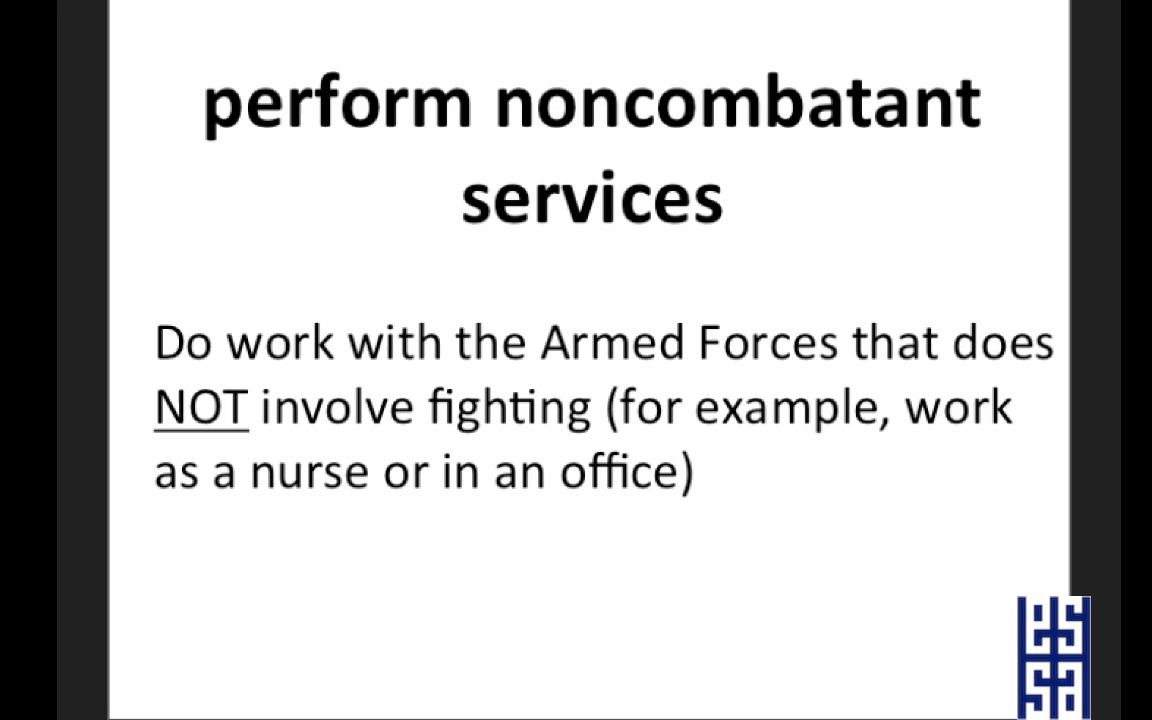 perform noncombatant
services
Do work with the Armed Forces that does
NOT involve fighting (for example, work
as a nurse or in an office)